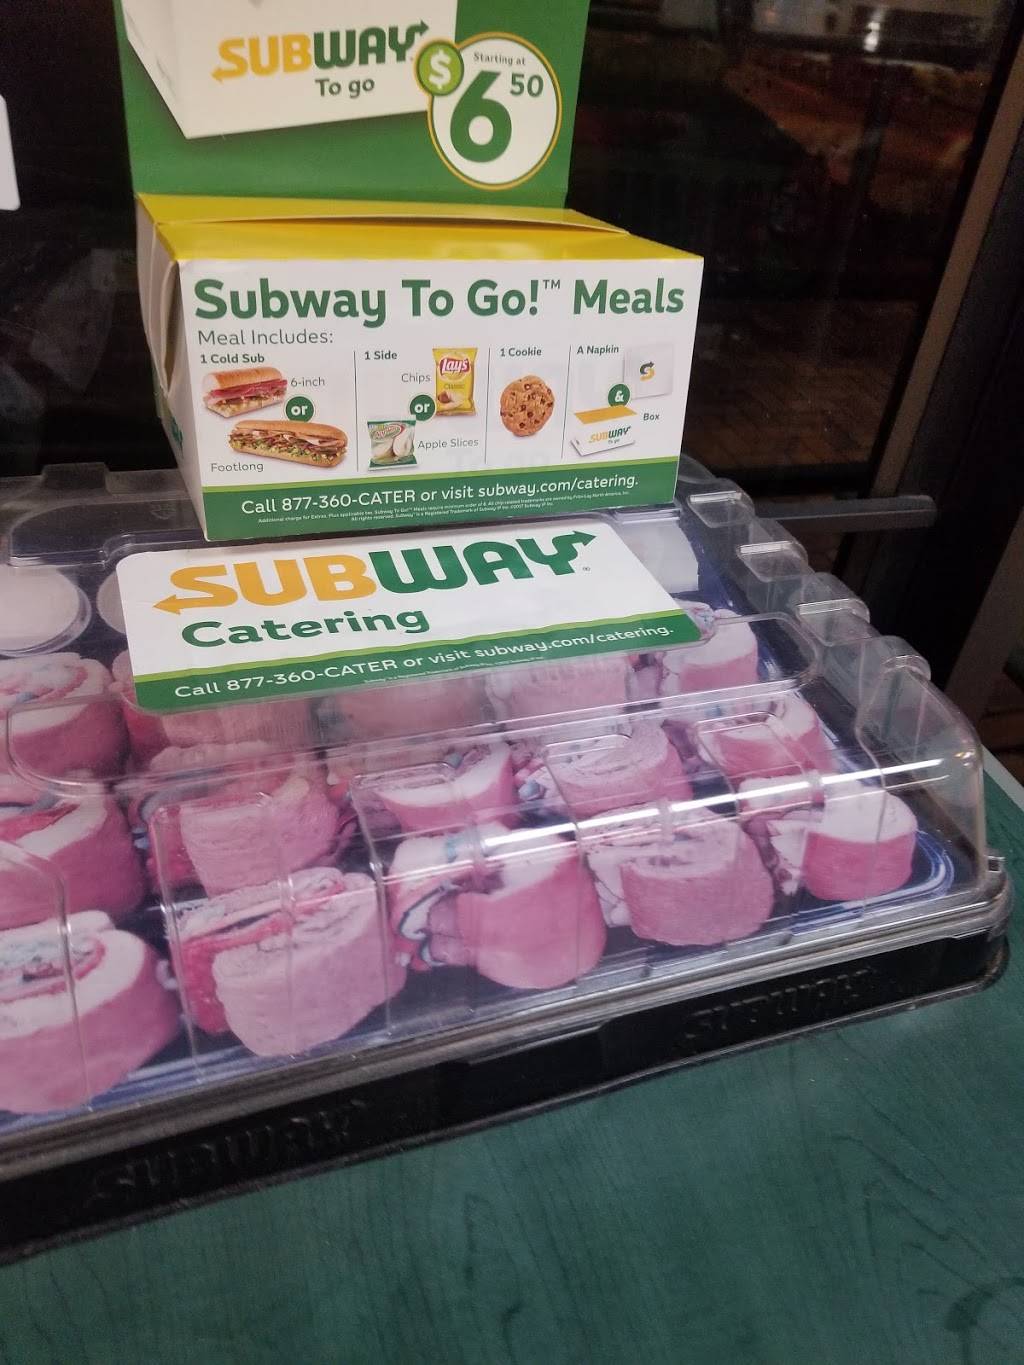 SUBWAY
To go
Starting at
$6 50
Subway To Go!™ Meals
Meal Includes:
1 Cold Sub
6-inch
or
Footlong
1 Side
Chips
Lay's
Classic
or
Apple Slices
1 Cookie
A Napkin
&
Box
SUBWAY
To go
Call 877-360-CATER or visit subway.com/catering.
SUBWAY®
Catering
Call 877-360-CATER or visit subway.com/catering.
SUBWAY
SUBWAY